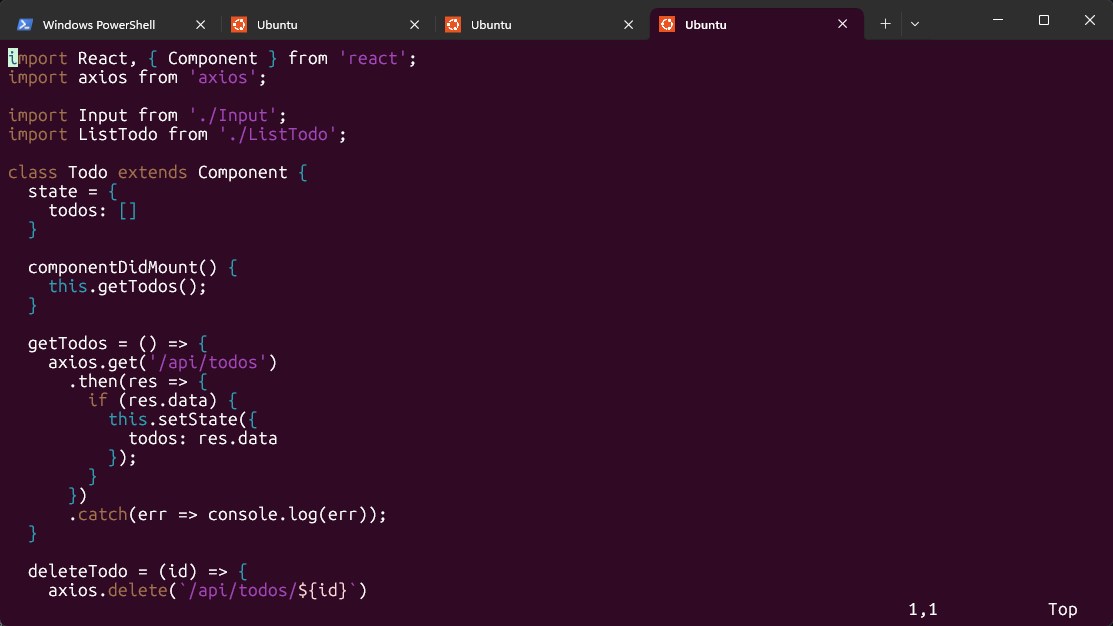 Windows PowerShell
Ubuntu
Ubuntu
Ubuntu
import React, { Component } from 'react';
import axios from 'axios';

import Input from './Input';
import ListTodo from './ListTodo';

class Todo extends Component {
  state = {
    todos: []
  }

  componentDidMount() {
    this.getTodos();
  }

  getTodos = () => {
    axios.get('/api/todos')
      .then(res => {
        if (res.data) {
          this.setState({
            todos: res.data
          });
        }
      })
      .catch(err => console.log(err));
  }

  deleteTodo = (id) => {
    axios.delete(`/api/todos/${id}`)
1,1 Top